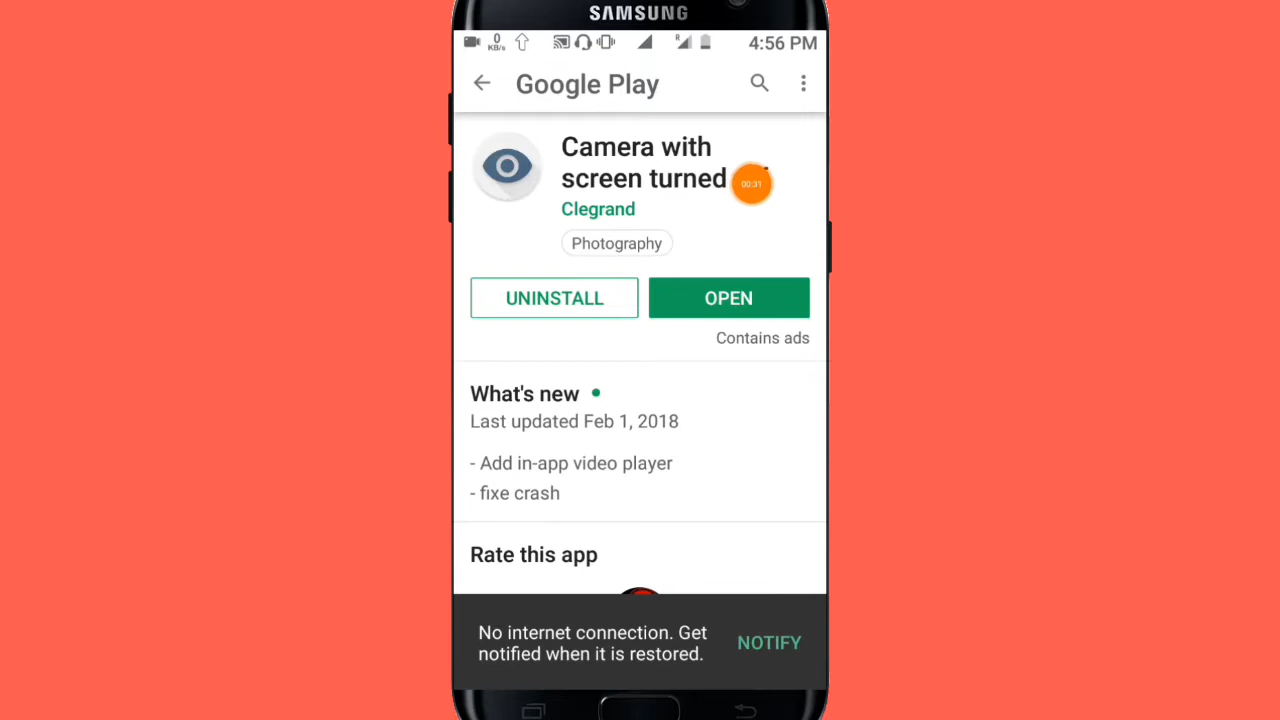 SAMSUNG
0
KB/s
R
4:56 PM
Google Play
Camera with
screen turned
00:31
Clegrand
Photography
UNINSTALL
OPEN
Contains ads
What's new
Last updated Feb 1, 2018
- Add in-app video player
- fixe crash
Rate this app
No internet connection. Get
notified when it is restored.
NOTIFY